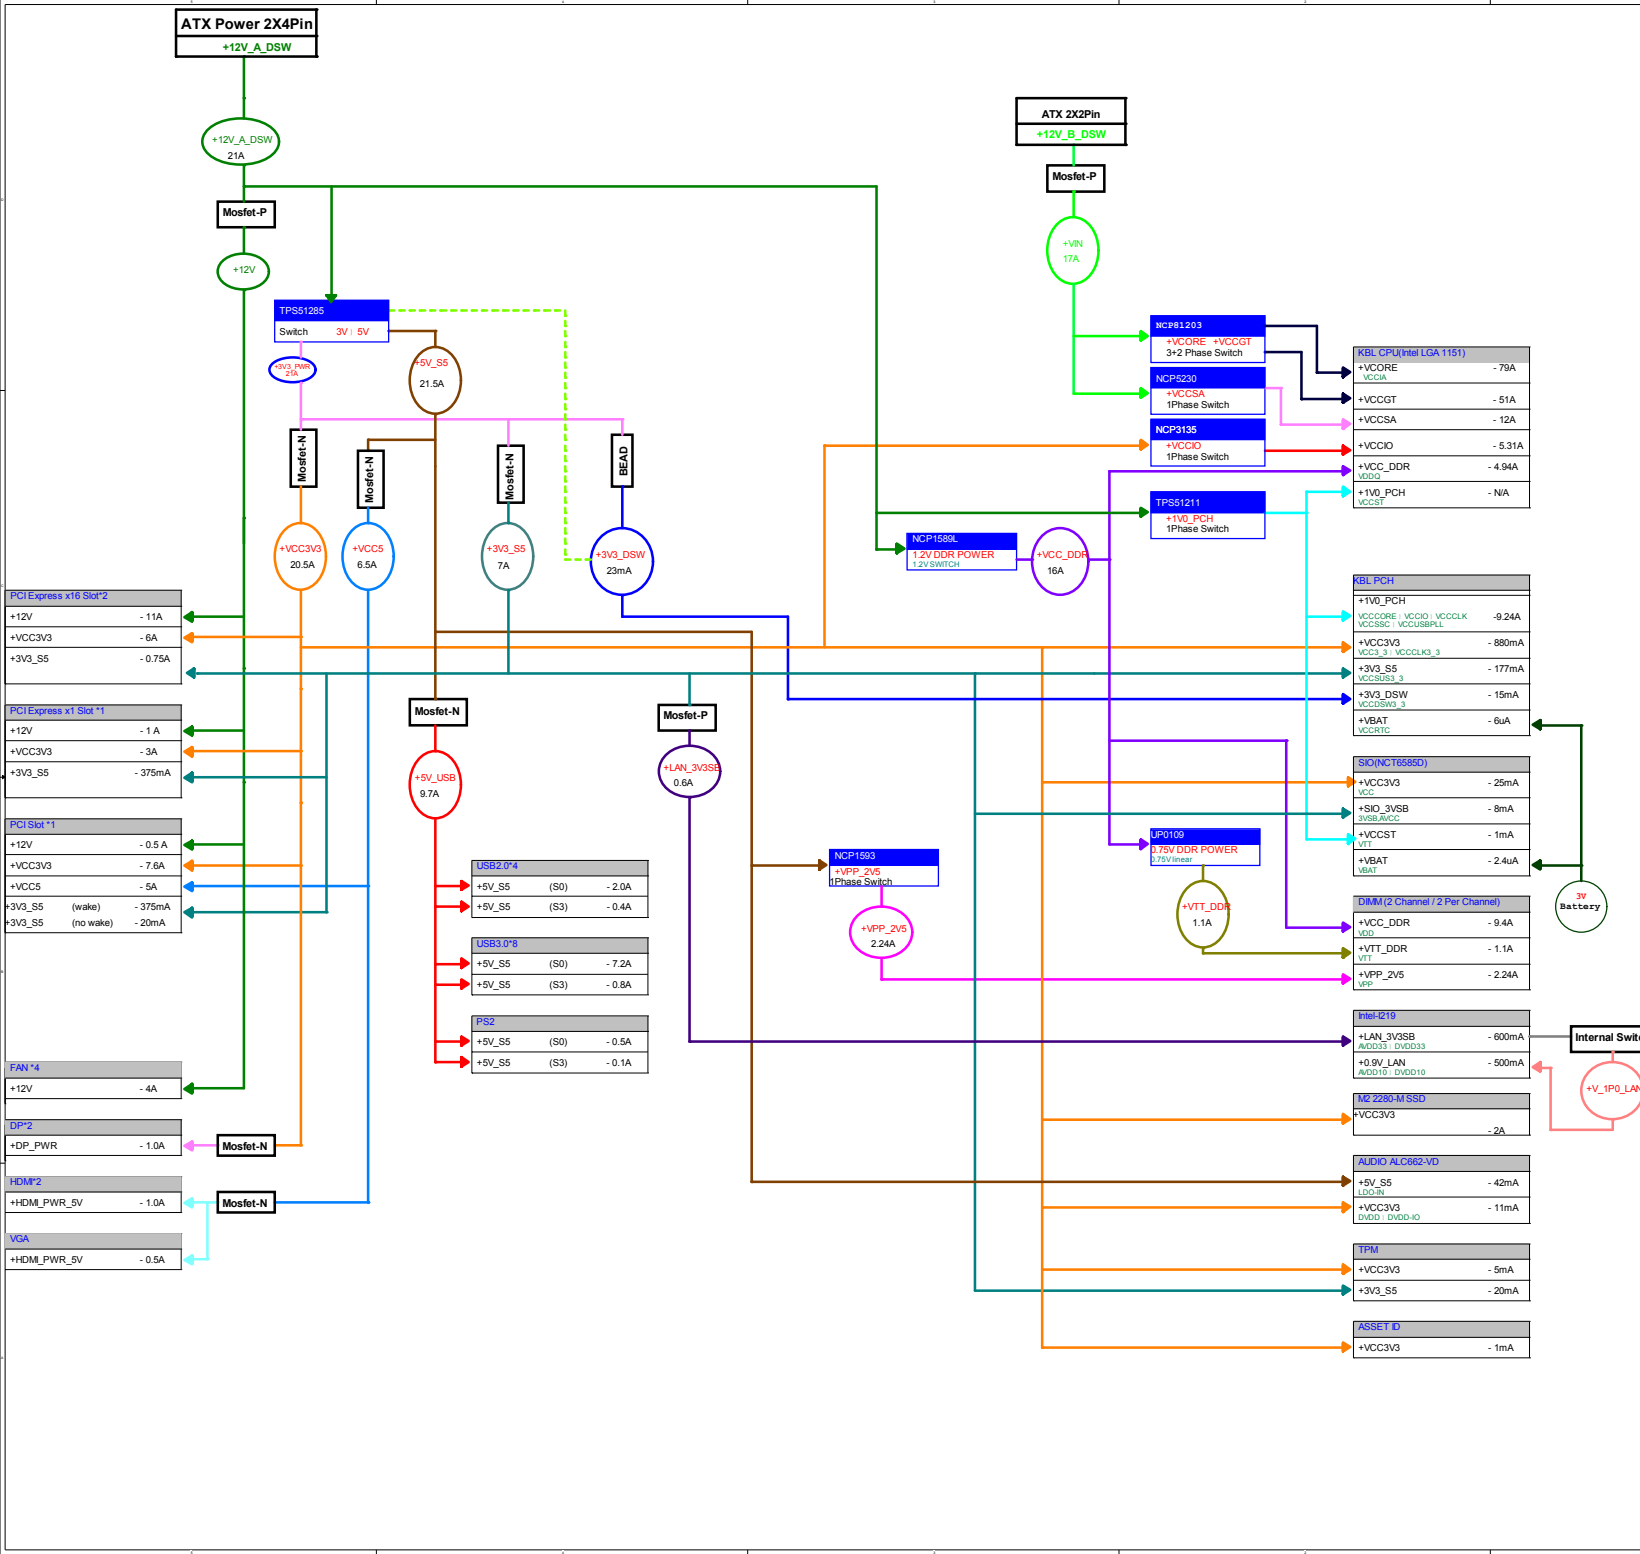 ATX Power 2X4Pin
+12V_A_DSW
+12V_A_DSW
21A
Mosfet-P
+12V
ATX 2X2Pin
+12V_B_DSW
Mosfet-P
+VIN
17A
TPS51285
Switch 3V | 5V
+3V3_PWR
21A
+5V_S5
21.5A
Mosfet-N
Mosfet-N
Mosfet-N
BEAD
+VCC3V3
20.5A
+VCC5
6.5A
+3V3_S5
7A
+3V3_DSW
23mA
NCP81203
+VCORE +VCCGT
3+2 Phase Switch
NCP5230
+VCCSA
1Phase Switch
NCP3135
+VCCIO
1Phase Switch
TPS51211
+1V0_PCH
1Phase Switch
NCP1589L
1.2V DDR POWER
1.2V SWITCH
+VCC_DDR
16A
KBL CPU(Intel LGA 1151)
+VCORE - 79A
VCCIA
+VCCGT - 51A
+VCCSA - 12A
+VCCIO - 5.31A
+VCC_DDR - 4.94A
VDDQ
+1V0_PCH - N/A
VCCST
KBL PCH
+1V0_PCH
VCCCORE | VCCIO | VCCCLK -9.24A
VCCSSC | VCCUSBPLL
+VCC3V3 - 880mA
VCC3_3 | VCCCLK3_3
+3V3_S5 - 177mA
VCCSUS3_3
+3V3_DSW - 15mA
VCCDSW3_3
+VBAT - 6uA
VCCRTC
SIO(NCT6585D)
+VCC3V3 - 25mA
VCC
+SIO_3VSB - 8mA
3VSB,AVCC
+VCCST - 1mA
VTT
+VBAT - 2.4uA
VBAT
3V
Battery
DIMM (2 Channel / 2 Per Channel)
+VCC_DDR - 9.4A
VDD
+VTT_DDR - 1.1A
VTT
+VPP_2V5 - 2.24A
VPP
Intel-I219
+LAN_3V3SB - 600mA
AVDD33 | DVDD33
+0.9V_LAN - 500mA
AVDD10 | DVDD10
Internal Swit
+V_1P0_LAN
M2 2280-M SSD
+VCC3V3
- 2A
AUDIO ALC662-VD
+5V_S5 - 42mA
LDO-IN
+VCC3V3 - 11mA
DVDD | DVDD-IO
TPM
+VCC3V3 - 5mA
+3V3_S5 - 20mA
ASSET ID
+VCC3V3 - 1mA
PCI Express x16 Slot*2
+12V - 11A
+VCC3V3 - 6A
+3V3_S5 - 0.75A
PCI Express x1 Slot *1
+12V - 1 A
+VCC3V3 - 3A
+3V3_S5 - 375mA
PCI Slot *1
+12V - 0.5 A
+VCC3V3 - 7.6A
+VCC5 - 5A
+3V3_S5 (wake) - 375mA
+3V3_S5 (no wake) - 20mA
FAN *4
+12V - 4A
DP*2
+DP_PWR - 1.0A
Mosfet-N
HDMI*2
+HDMI_PWR_5V - 1.0A
Mosfet-N
VGA
+HDMI_PWR_5V - 0.5A
Mosfet-N
+5V_USB
9.7A
USB2.0*4
+5V_S5 (S0) - 2.0A
+5V_S5 (S3) - 0.4A
USB3.0*8
+5V_S5 (S0) - 7.2A
+5V_S5 (S3) - 0.8A
PS2
+5V_S5 (S0) - 0.5A
+5V_S5 (S3) - 0.1A
Mosfet-P
+LAN_3V3SB
0.6A
NCP1593
+VPP_2V5
1Phase Switch
+VPP_2V5
2.24A
UP0109
0.75V DDR POWER
0.75V linear
+VTT_DDR
1.1A